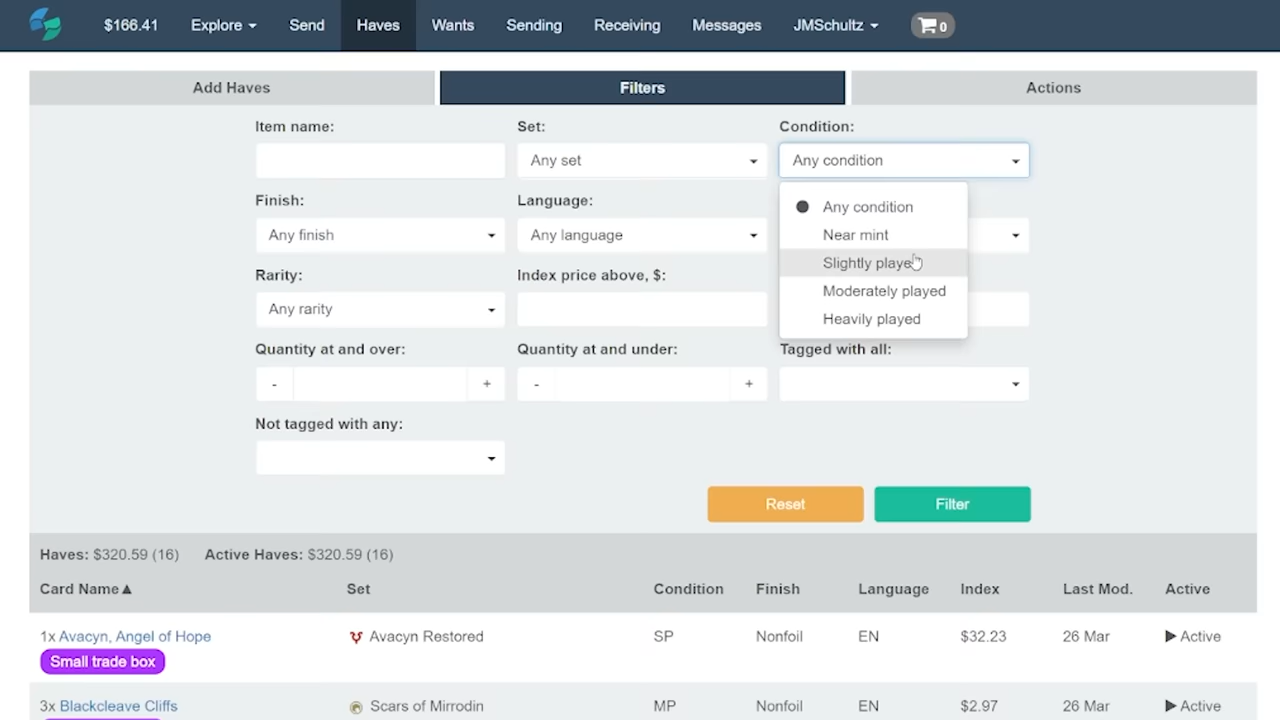 $166.41 Explore Send Haves Wants Sending Receiving Messages JMSchultz 0
Add Haves Filters Actions
Item name: Set: Condition:
Any set Any condition
Any condition
Near mint
Slightly played
Moderately played
Heavily played
Finish: Language:
Any finish Any language
Rarity: Index price above, $:
Any rarity
Quantity at and over: Quantity at and under: Tagged with all:
- + - +
Not tagged with any:
Reset Filter
Haves: $320.59 (16) Active Haves: $320.59 (16)
Card Name▲ Set Condition Finish Language Index Last Mod. Active
1x Avacyn, Angel of Hope Avacyn Restored SP Nonfoil EN $32.23 26 Mar Active
Small trade box
3x Blackcleave Cliffs Scars of Mirrodin MP Nonfoil EN $2.97 26 Mar Active